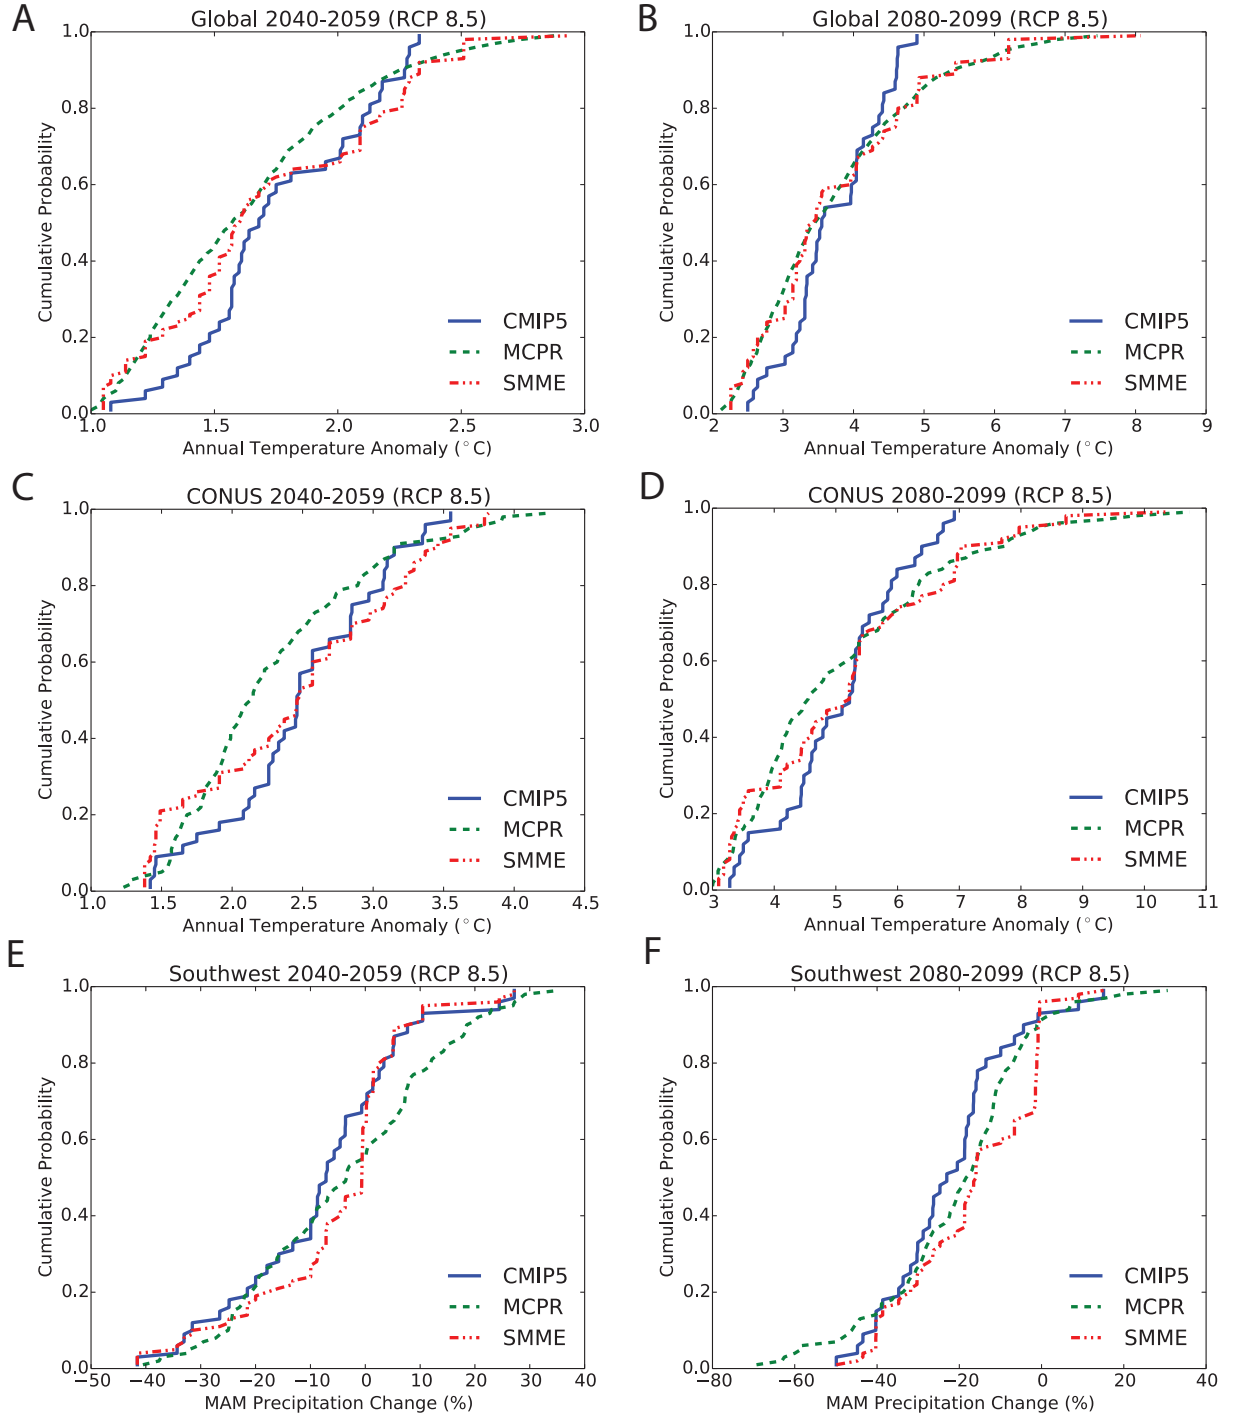 A
Global 2040-2059 (RCP 8.5)
1.0
0.8
0.6
0.4
0.2
0.0
Cumulative Probability
CMIP5
MCPR
SMME
1.0 1.5 2.0 2.5 3.0
Annual Temperature Anomaly (°C)
B
Global 2080-2099 (RCP 8.5)
1.0
0.8
0.6
0.4
0.2
0.0
Cumulative Probability
CMIP5
MCPR
SMME
2 3 4 5 6 7 8 9
Annual Temperature Anomaly (°C)
C
CONUS 2040-2059 (RCP 8.5)
1.0
0.8
0.6
0.4
0.2
0.0
Cumulative Probability
CMIP5
MCPR
SMME
1.0 1.5 2.0 2.5 3.0 3.5 4.0 4.5
Annual Temperature Anomaly (°C)
D
CONUS 2080-2099 (RCP 8.5)
1.0
0.8
0.6
0.4
0.2
0.0
Cumulative Probability
CMIP5
MCPR
SMME
3 4 5 6 7 8 9 10 11
Annual Temperature Anomaly (°C)
E
Southwest 2040-2059 (RCP 8.5)
1.0
0.8
0.6
0.4
0.2
0.0
Cumulative Probability
CMIP5
MCPR
SMME
−50 −40 −30 −20 −10 0 10 20 30 40
MAM Precipitation Change (%)
F
Southwest 2080-2099 (RCP 8.5)
1.0
0.8
0.6
0.4
0.2
0.0
Cumulative Probability
CMIP5
MCPR
SMME
−80 −60 −40 −20 0 20 40
MAM Precipitation Change (%)